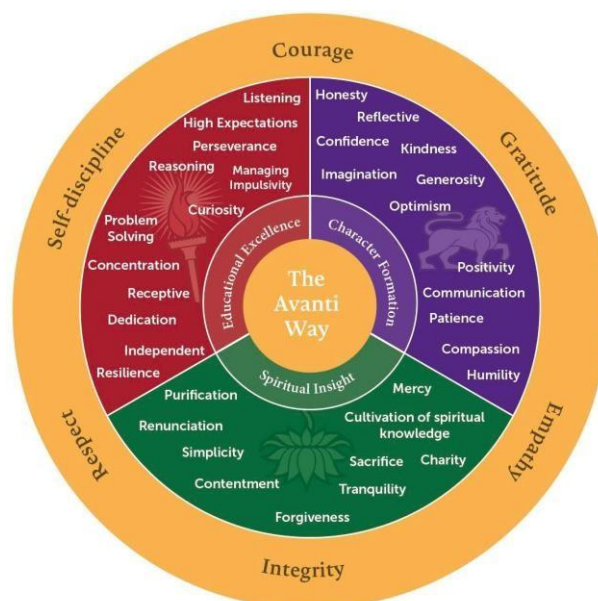 Courage
Gratitude
Empathy
Integrity
Respect
Self-discipline
Listening
High Expectations
Perseverance
Reasoning
Managing
Impulsivity
Curiosity
Problem
Solving
Concentration
Receptive
Dedication
Independent
Resilience
Honesty
Reflective
Confidence
Kindness
Imagination
Generosity
Optimism
Positivity
Communication
Patience
Compassion
Humility
Educational Excellence
Character Formation
Spiritual Insight
The
Avanti
Way
Purification
Renunciation
Simplicity
Contentment
Forgiveness
Mercy
Cultivation of spiritual
knowledge
Sacrifice
Charity
Tranquility